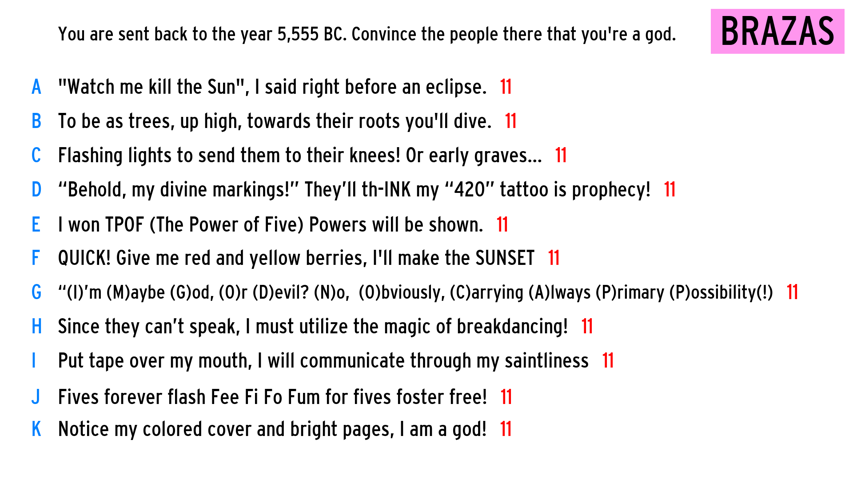 You are sent back to the year 5,555 BC. Convince the people there that you're a god.
BRAZAS
A "Watch me kill the Sun", I said right before an eclipse. 11
B To be as trees, up high, towards their roots you'll dive. 11
C Flashing lights to send them to their knees! Or early graves... 11
D “Behold, my divine markings!” They’ll th-INK my “420” tattoo is prophecy! 11
E I won TPOF (The Power of Five) Powers will be shown. 11
F QUICK! Give me red and yellow berries, I'll make the SUNSET 11
G “(I)’m (M)aybe (G)od, (O)r (D)evil? (N)o, (O)bviously, (C)arrying (A)lways (P)rimary (P)ossibility(!) 11
H Since they can’t speak, I must utilize the magic of breakdancing! 11
I Put tape over my mouth, I will communicate through my saintliness 11
J Fives forever flash Fee Fi Fo Fum for fives foster free! 11
K Notice my colored cover and bright pages, I am a god! 11